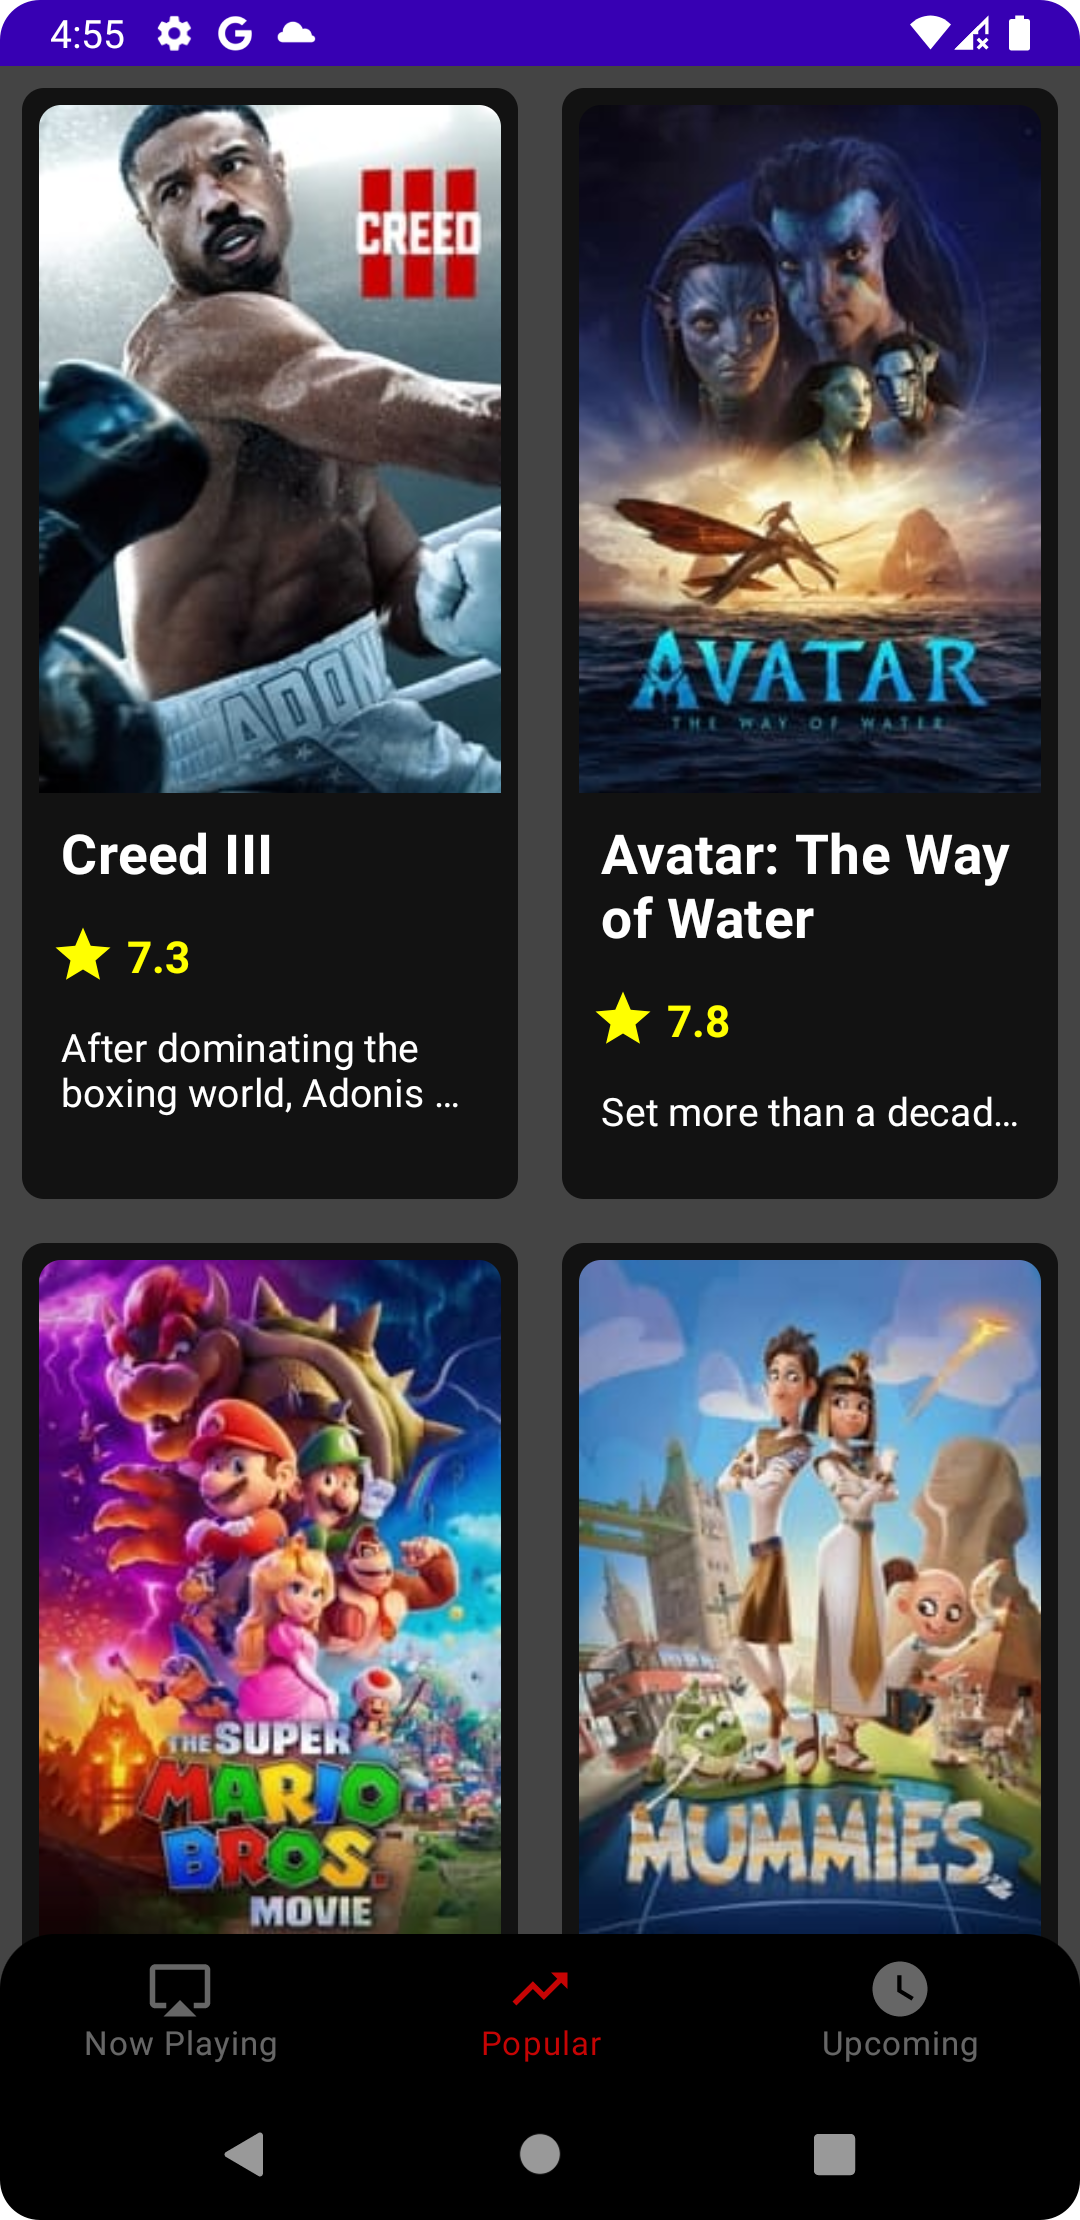 4:55
III
CREED
ADON
AVATAR
THE WAY OF WATER
Creed III
7.3
After dominating the
boxing world, Adonis ...
Avatar: The Way
of Water
7.8
Set more than a decad...
THE SUPER
MARIO
BROS.
MOVIE
MUMMIES
Now Playing
Popular
Upcoming